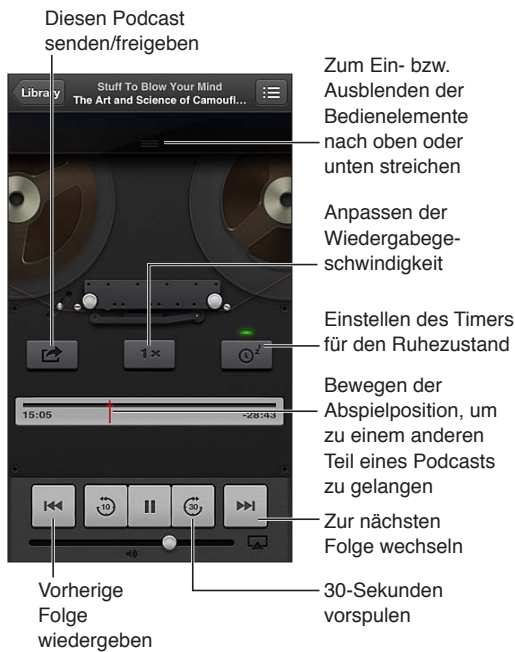 Diesen Podcast
senden/freigeben
Library
Stuff To Blow Your Mind
The Art and Science of Camoufl...
Zum Ein- bzw.
Ausblenden der
Bedienelemente
nach oben oder
unten streichen
Anpassen der
Wiedergabege-
schwindigkeit
1×
z
Einstellen des Timers
für den Ruhezustand
15:05
-28:43
Bewegen der
Abspielposition, um
zu einem anderen
Teil eines Podcasts
zu gelangen
10
30
Zur nächsten
Folge wechseln
Vorherige
Folge
wiedergeben
30-Sekunden
vorspulen